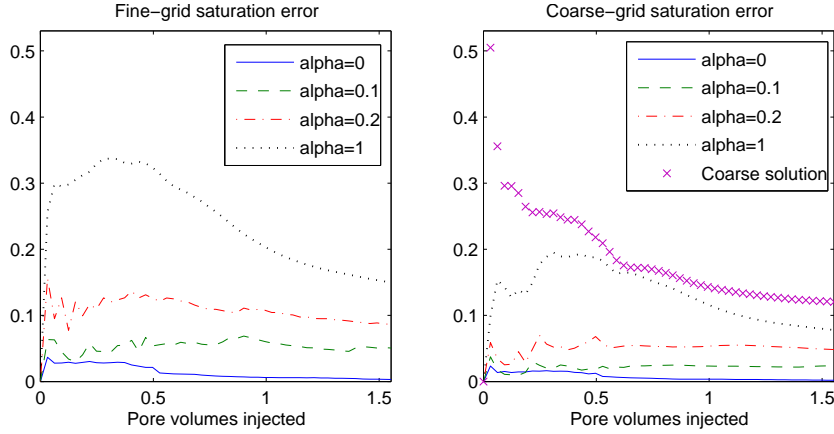 Fine-grid saturation error
0.5
0.4
0.3
0.2
0.1
0
0
0.5
1
1.5
Pore volumes injected
alpha=0
alpha=0.1
alpha=0.2
alpha=1
Coarse-grid saturation error
0.5
0.4
0.3
0.2
0.1
0
0
0.5
1
1.5
Pore volumes injected
alpha=0
alpha=0.1
alpha=0.2
alpha=1
Coarse solution